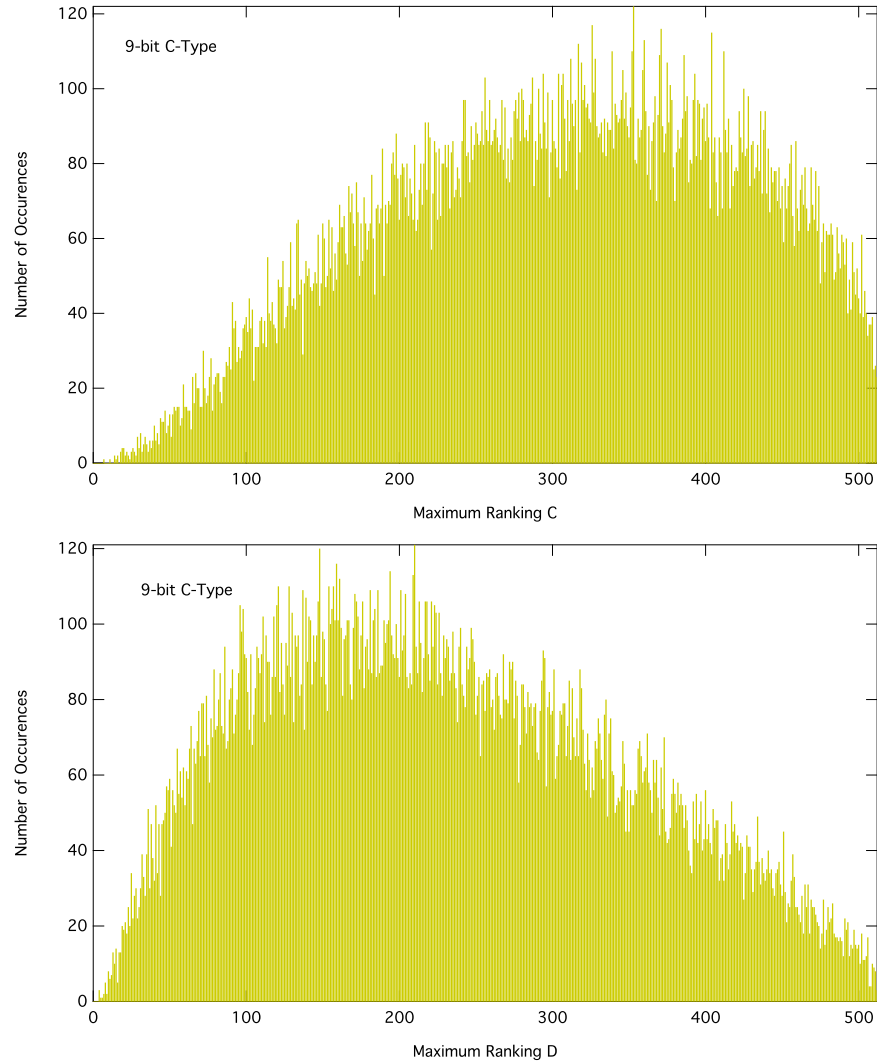 120
9-bit C-Type
100
80
60
40
20
0
Number of Occurences
0 100 200 300 400 500
Maximum Ranking C
120
9-bit C-Type
100
80
60
40
20
0
Number of Occurences
0 100 200 300 400 500
Maximum Ranking D